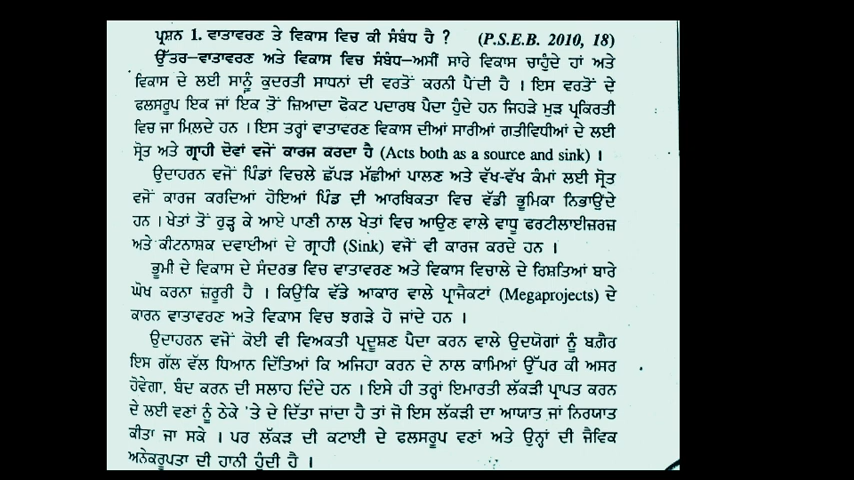 ਪ੍ਰਸ਼ਨ 1. ਵਾਤਾਵਰਣ ਤੇ ਵਿਕਾਸ ਵਿਚ ਕੀ ਸੰਬੰਧ ਹੈ ? (P.S.E.B. 2010, 18)
ਉੱਤਰ–ਵਾਤਾਵਰਣ ਅਤੇ ਵਿਕਾਸ ਵਿਚ ਸੰਬੰਧ–ਅਸੀਂ ਸਾਰੇ ਵਿਕਾਸ ਚਾਹੁੰਦੇ ਹਾਂ ਅਤੇ
ਵਿਕਾਸ ਦੇ ਲਈ ਸਾਨੂੰ ਕੁਦਰਤੀ ਸਾਧਨਾਂ ਦੀ ਵਰਤੋਂ ਕਰਨੀ ਪੈਂਦੀ ਹੈ । ਇਸ ਵਰਤੋਂ ਦੇ
ਫਲਸਰੂਪ ਇਕ ਜਾਂ ਇਕ ਤੋਂ ਜ਼ਿਆਦਾ ਫੋਕਟ ਪਦਾਰਥ ਪੈਦਾ ਹੁੰਦੇ ਹਨ ਜਿਹੜੇ ਮੁੜ ਪ੍ਰਕਿਰਤੀ
ਵਿਚ ਜਾ ਮਿਲਦੇ ਹਨ । ਇਸ ਤਰ੍ਹਾਂ ਵਾਤਾਵਰਣ ਵਿਕਾਸ ਦੀਆਂ ਸਾਰੀਆਂ ਗਤੀਵਿਧੀਆਂ ਦੇ ਲਈ
ਸ੍ਰੋਤ ਅਤੇ ਗ੍ਰਾਹੀ ਦੋਵਾਂ ਵਜੋਂ ਕਾਰਜ ਕਰਦਾ ਹੈ (Acts both as a source and sink) ।
ਉਦਾਹਰਨ ਵਜੋਂ ਪਿੰਡਾਂ ਵਿਚਲੇ ਛੱਪੜ ਮੱਛੀਆਂ ਪਾਲਣ ਅਤੇ ਵੱਖ-ਵੱਖ ਕੰਮਾਂ ਲਈ ਸ੍ਰੋਤ
ਵਜੋਂ ਕਾਰਜ ਕਰਦਿਆਂ ਹੋਇਆਂ ਪਿੰਡ ਦੀ ਆਰਥਿਕਤਾ ਵਿਚ ਵੱਡੀ ਭੂਮਿਕਾ ਨਿਭਾਉਂਦੇ
ਹਨ । ਖੇਤਾਂ ਤੋਂ ਰੁੜ੍ਹ ਕੇ ਆਏ ਪਾਣੀ ਨਾਲ ਖੇਤਾਂ ਵਿਚ ਆਉਣ ਵਾਲੇ ਵਾਧੂ ਫਰਟੀਲਾਈਜ਼ਰਜ਼
ਅਤੇ ਕੀਟਨਾਸ਼ਕ ਦਵਾਈਆਂ ਦੇ ਗ੍ਰਾਹੀ (Sink) ਵਜੋਂ ਵੀ ਕਾਰਜ ਕਰਦੇ ਹਨ ।
ਭੂਮੀ ਦੇ ਵਿਕਾਸ ਦੇ ਸੰਦਰਭ ਵਿਚ ਵਾਤਾਵਰਣ ਅਤੇ ਵਿਕਾਸ ਵਿਚਾਲੇ ਦੇ ਰਿਸ਼ਤਿਆਂ ਬਾਰੇ
ਘੋਖ ਕਰਨਾ ਜ਼ਰੂਰੀ ਹੈ । ਕਿਉਂਕਿ ਵੱਡੇ ਆਕਾਰ ਵਾਲੇ ਪ੍ਰਾਜੈਕਟਾਂ (Megaprojects) ਦੇ
ਕਾਰਨ ਵਾਤਾਵਰਣ ਅਤੇ ਵਿਕਾਸ ਵਿਚ ਝਗੜੇ ਹੋ ਜਾਂਦੇ ਹਨ ।
ਉਦਾਹਰਨ ਵਜੋਂ ਕੋਈ ਵੀ ਵਿਅਕਤੀ ਪ੍ਰਦੂਸ਼ਣ ਪੈਦਾ ਕਰਨ ਵਾਲੇ ਉਦਯੋਗਾਂ ਨੂੰ ਬਗ਼ੈਰ
ਇਸ ਗੱਲ ਵੱਲ ਧਿਆਨ ਦਿੱਤਿਆਂ ਕਿ ਅਜਿਹਾ ਕਰਨ ਦੇ ਨਾਲ ਕਾਮਿਆਂ ਉੱਪਰ ਕੀ ਅਸਰ
ਹੋਵੇਗਾ, ਬੰਦ ਕਰਨ ਦੀ ਸਲਾਹ ਦਿੰਦੇ ਹਨ । ਇਸੇ ਹੀ ਤਰ੍ਹਾਂ ਇਮਾਰਤੀ ਲੱਕੜੀ ਪ੍ਰਾਪਤ ਕਰਨ
ਦੇ ਲਈ ਵਣਾਂ ਨੂੰ ਠੇਕੇ 'ਤੇ ਦੇ ਦਿੱਤਾ ਜਾਂਦਾ ਹੈ ਤਾਂ ਜੋ ਇਸ ਲੱਕੜੀ ਦਾ ਆਯਾਤ ਜਾਂ ਨਿਰਯਾਤ
ਕੀਤਾ ਜਾ ਸਕੇ । ਪਰ ਲੱਕੜ ਦੀ ਕਟਾਈ ਦੇ ਫਲਸਰੂਪ ਵਣਾਂ ਅਤੇ ਉਨ੍ਹਾਂ ਦੀ ਜੈਵਿਕ
ਅਨੇਕਰੂਪਤਾ ਦੀ ਹਾਨੀ ਹੁੰਦੀ ਹੈ ।